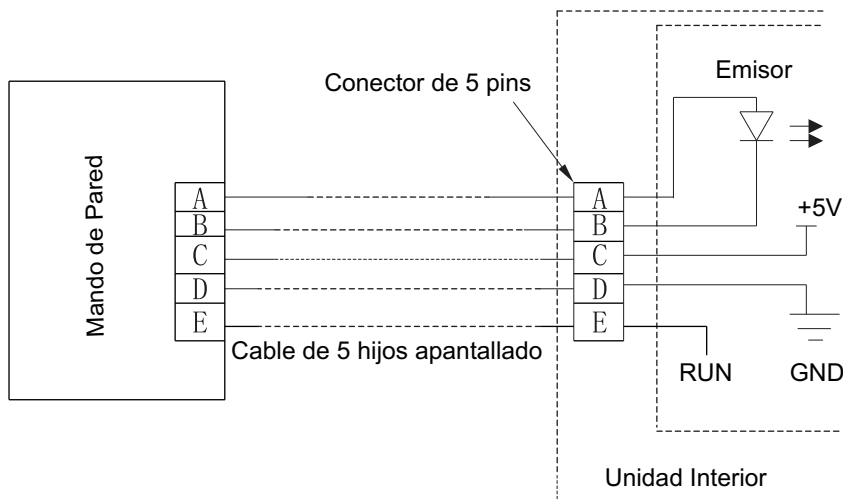 Emisor
Conector de 5 pins
Mando de Pared
A
B
C
D
E
A
B
C
D
E
+5V
Cable de 5 hijos apantallado
RUN
GND
Unidad Interior